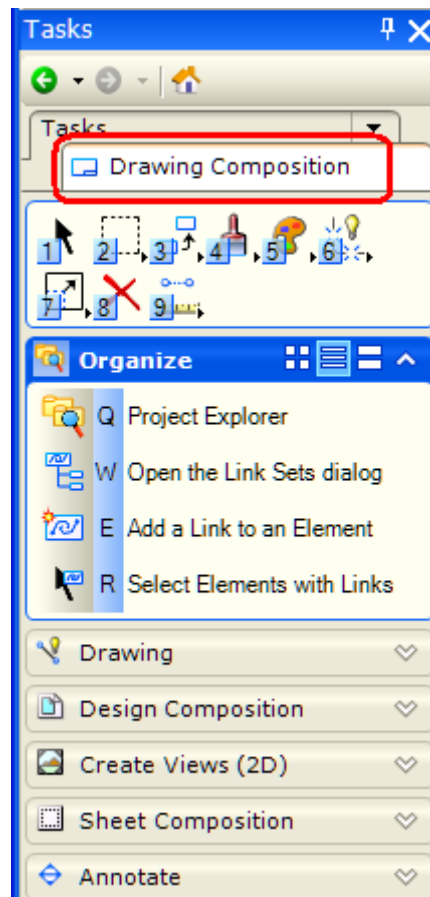 Tasks
Tasks
Drawing Composition
1 2 3 4 5 6
7 8 9
Organize
Q Project Explorer
W Open the Link Sets dialog
E Add a Link to an Element
R Select Elements with Links
Drawing
Design Composition
Create Views (2D)
Sheet Composition
Annotate